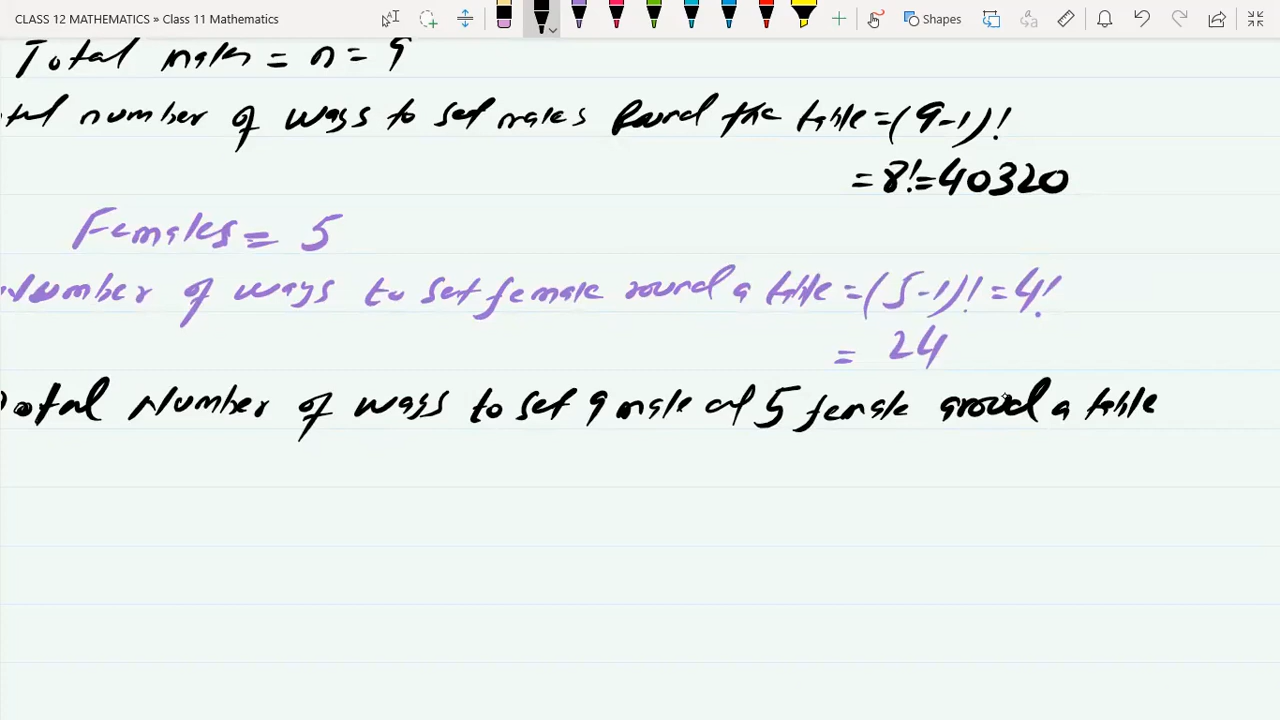 CLASS 12 MATHEMATICS » Class 11 Mathematics
Shapes
Total = n = 9
number of ways to set males Round the table = (9-1)!
= 8! = 40320
Females = 5
Number of ways to set female round a table = (5-1)! = 4!
= 24
Total Number of ways to set 9 male 5 female around a table